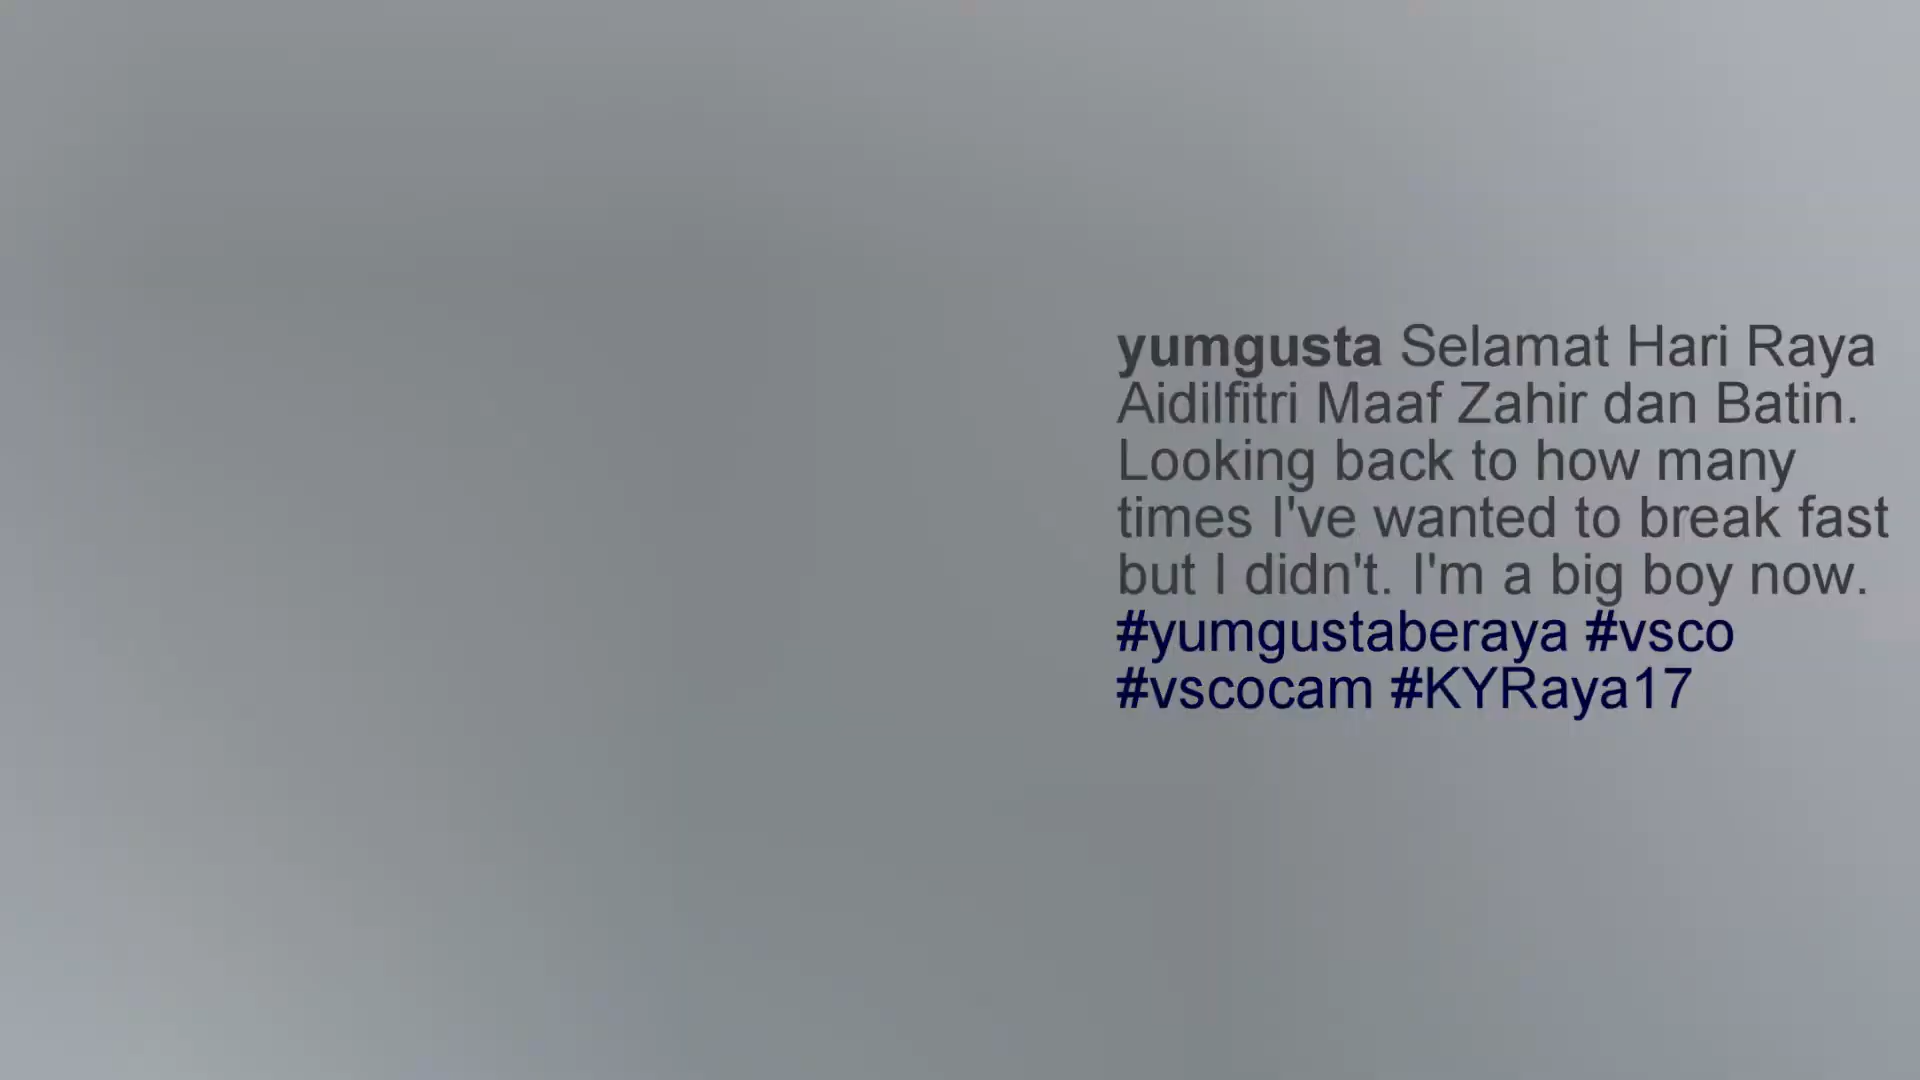 yumgusta Selamat Hari Raya
Aidilfitri Maaf Zahir dan Batin.
Looking back to how many
times I've wanted to break fast
but I didn't. I'm a big boy now.
#yumgustaberaya #vsco
#vscocam #KYRaya17